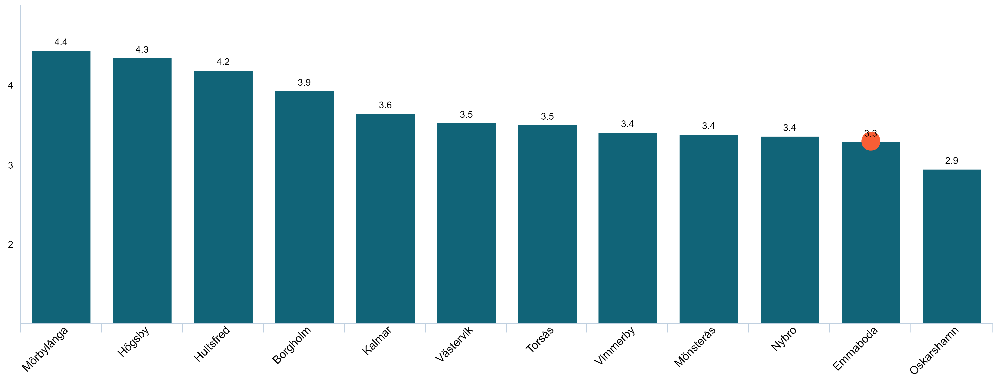 4.4
4.3
4.2
3.9
3.6
3.5
3.5
3.4
3.4
3.4
3.3
2.9
4
3
2
Mörbylånga
Högsby
Hultsfred
Borgholm
Kalmar
Västervik
Torsås
Vimmerby
Mönsterås
Nybro
Emmaboda
Oskarshamn